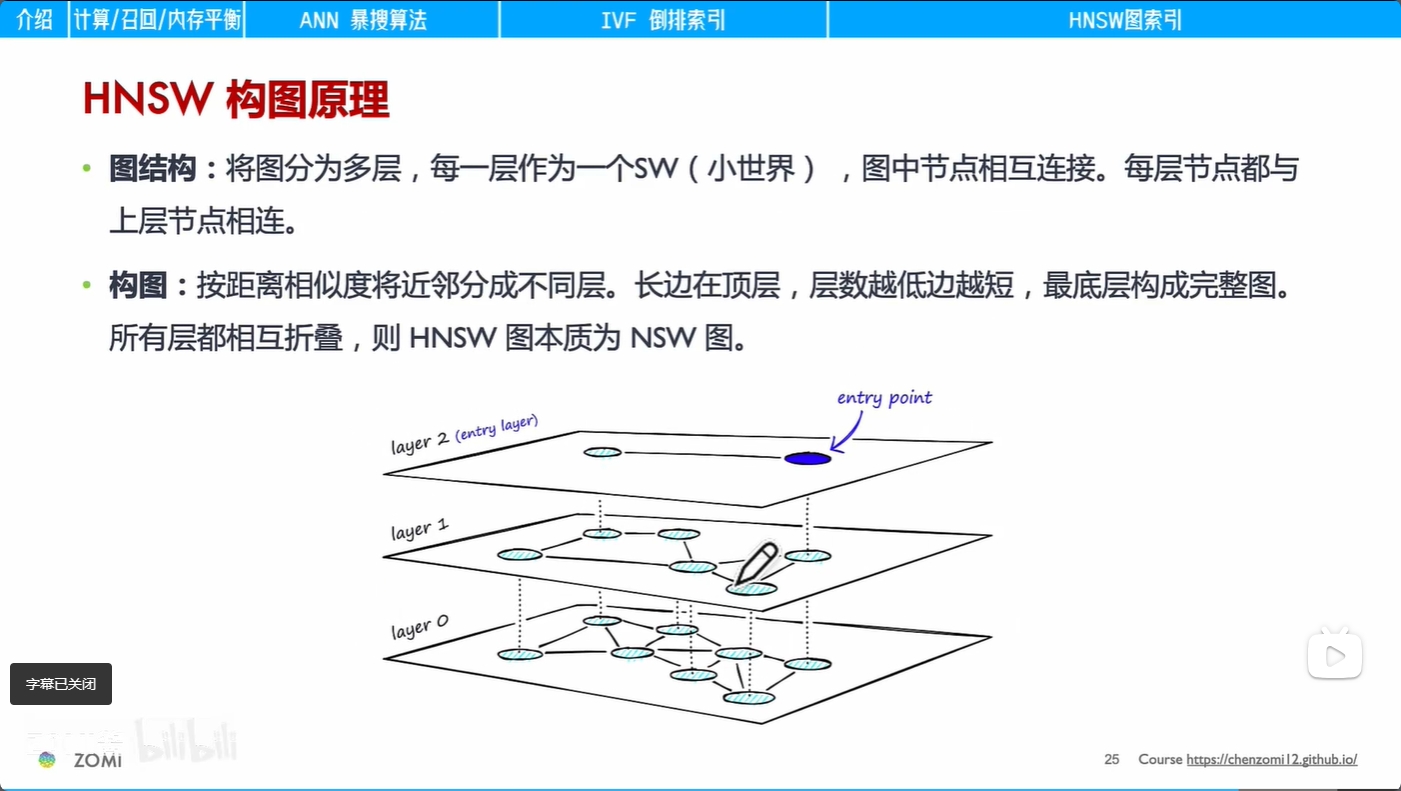 介绍
计算/召回/内存平衡
ANN 暴搜算法
IVF 倒排索引
HNSW图索引
HNSW 构图原理
• 图结构：将图分为多层，每一层作为一个SW（小世界），图中节点相互连接。每层节点都与
上层节点相连。
• 构图：按距离相似度将近邻分成不同层。长边在顶层，层数越低边越短，最底层构成完整图。
所有层都相互折叠，则 HNSW 图本质为 NSW 图。
entry point
layer 2 (entry layer)
layer 1
layer 0
字幕已关闭
bilibili
ZOMI
25
Course https://chenzomi12.github.io/